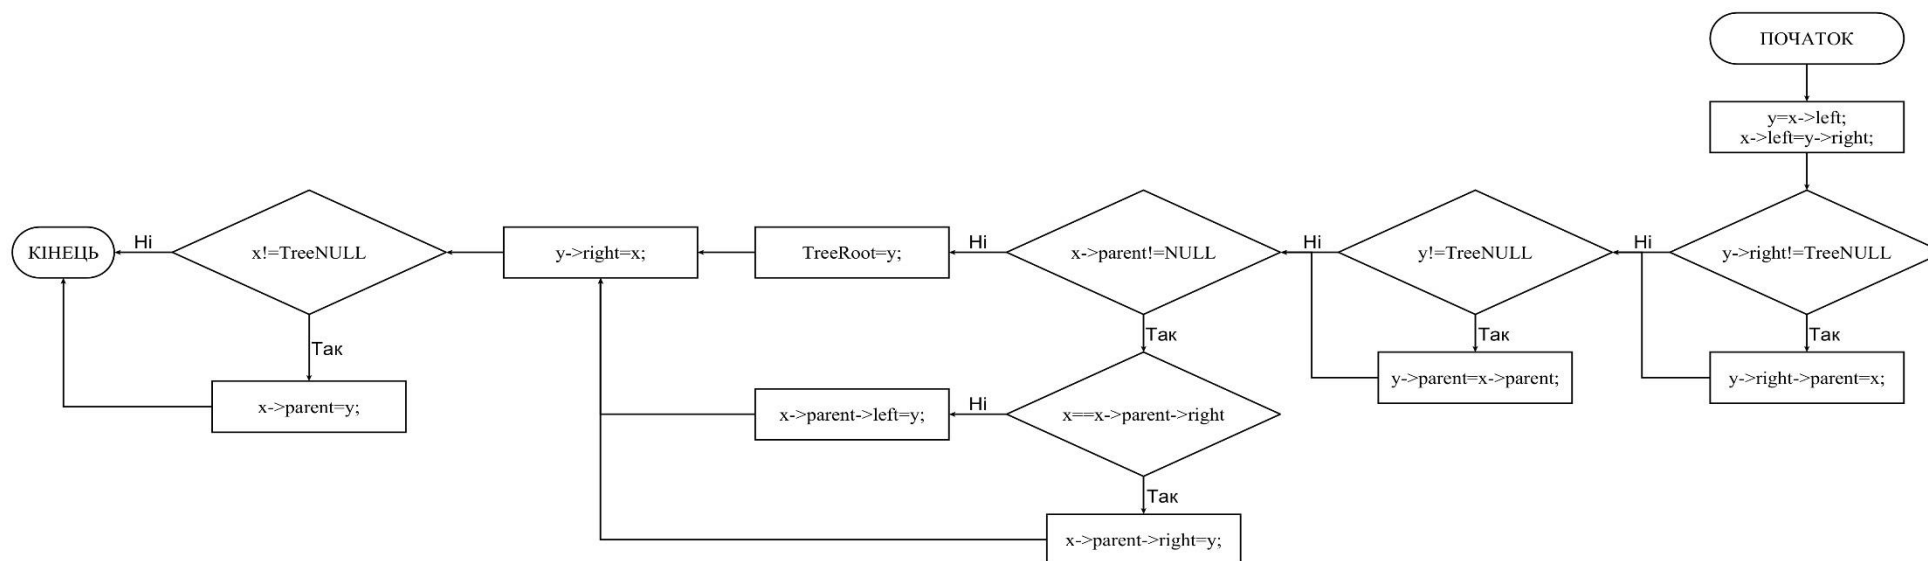 ПОЧАТОК
y=x->left;
x->left=y->right;
y->right!=TreeNULL
Ні
Так
y->right->parent=x;
y!=TreeNULL
Ні
Так
y->parent=x->parent;
x->parent!=NULL
Ні
Так
TreeRoot=y;
x==x->parent->right
Ні
Так
x->parent->left=y;
x->parent->right=y;
y->right=x;
x!=TreeNULL
Ні
Так
x->parent=y;
КІНЕЦЬ